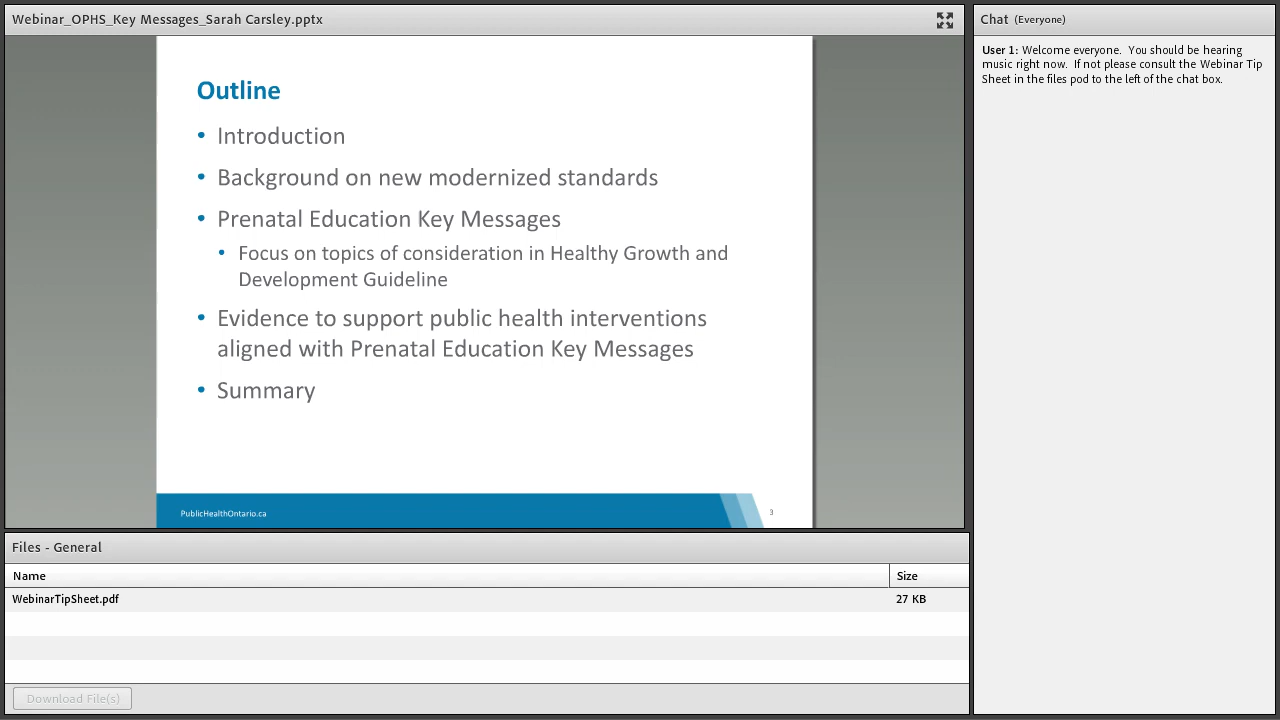 Webinar_OPHS_Key Messages_Sarah Carsley.pptx
Outline
• Introduction
• Background on new modernized standards
• Prenatal Education Key Messages
• Focus on topics of consideration in Healthy Growth and
Development Guideline
• Evidence to support public health interventions
aligned with Prenatal Education Key Messages
• Summary
PublicHealthOntario.ca
3
Files - General
Name
Size
WebinarTipSheet.pdf
27 KB
Download File(s)
Chat (Everyone)
User 1: Welcome everyone.  You should be hearing
music right now.  If not please consult the Webinar Tip
Sheet in the files pod to the left of the chat box.